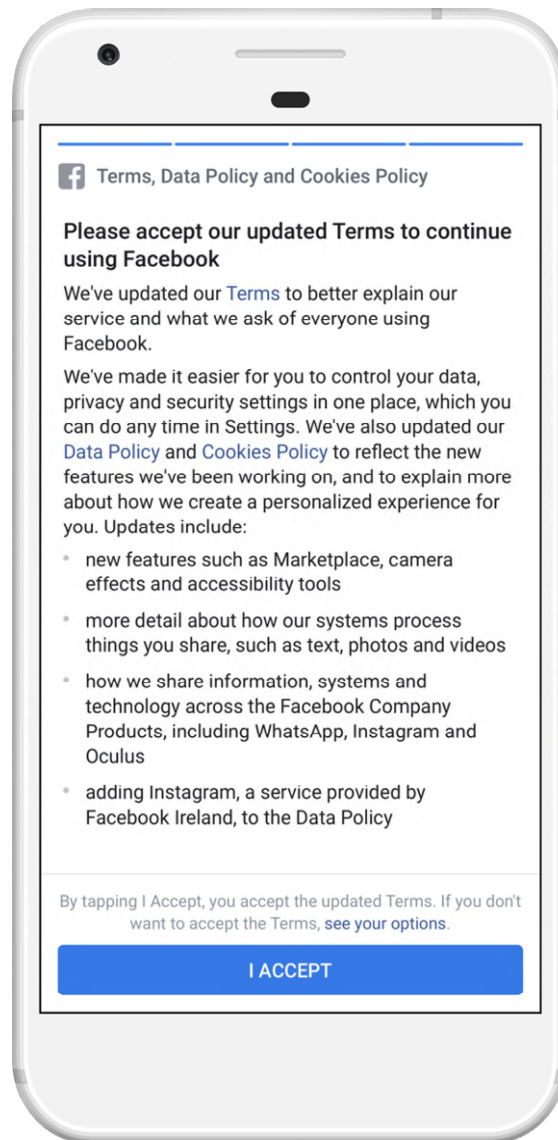 Terms, Data Policy and Cookies Policy
Please accept our updated Terms to continue
using Facebook
We've updated our Terms to better explain our
service and what we ask of everyone using
Facebook.
We've made it easier for you to control your data,
privacy and security settings in one place, which you
can do any time in Settings. We've also updated our
Data Policy and Cookies Policy to reflect the new
features we've been working on, and to explain more
about how we create a personalized experience for
you. Updates include:
• new features such as Marketplace, camera
effects and accessibility tools
• more detail about how our systems process
things you share, such as text, photos and videos
• how we share information, systems and
technology across the Facebook Company
Products, including WhatsApp, Instagram and
Oculus
• adding Instagram, a service provided by
Facebook Ireland, to the Data Policy
By tapping I Accept, you accept the updated Terms. If you don't
want to accept the Terms, see your options.
I ACCEPT